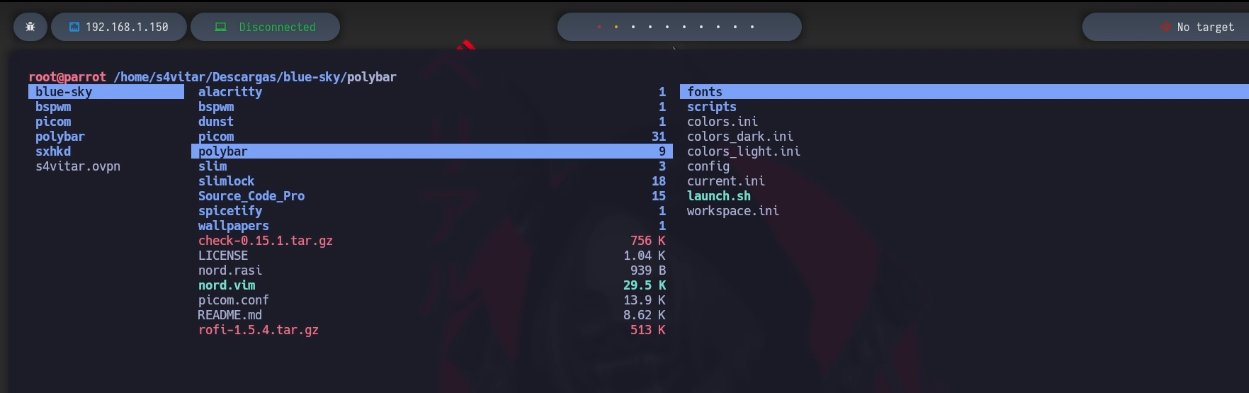 192.168.1.150 Disconnected No target
root@parrot /home/s4vitar/Descargas/blue-sky/polybar
blue-sky alacritty 1 fonts
bspwm bspwm 1 scripts
picom dunst 1 colors.ini
polybar picom 31 colors_dark.ini
sxhkd polybar 9 colors_light.ini
s4vitar.ovpn slim 3 config
slimlock 18 current.ini
Source_Code_Pro 15 launch.sh
spicetify 1 workspace.ini
wallpapers 1
check-0.15.1.tar.gz 756 K
LICENSE 1.04 K
nord.rasi 939 B
nord.vim 29.5 K
picom.conf 13.9 K
README.md 8.62 K
rofi-1.5.4.tar.gz 513 K